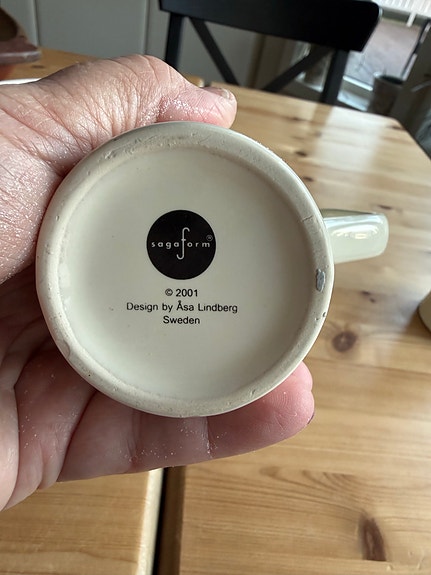 sagaform®
© 2001
Design by Åsa Lindberg
Sweden